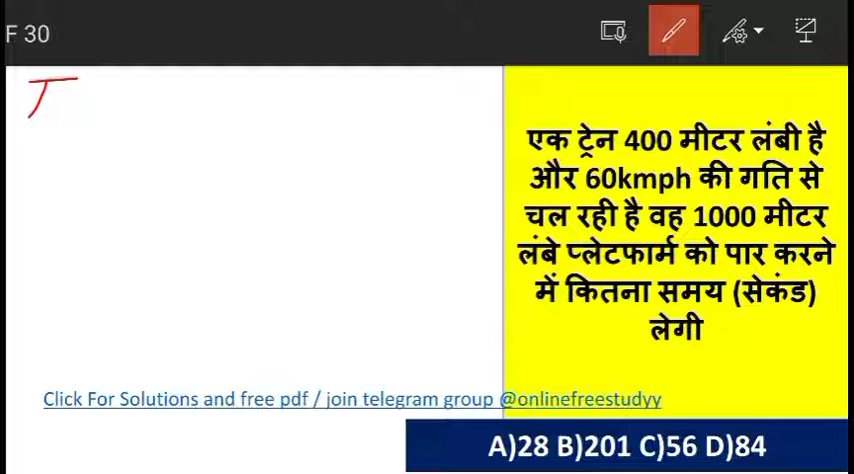 F 30
एक ट्रेन 400 मीटर लंबी है
और 60kmph की गति से
चल रही है वह 1000 मीटर
लंबे प्लेटफार्म को पार करने
में कितना समय (सेकंड)
लेगी
Click For Solutions and free pdf / join telegram group @onlinefreestudyy
A)28 B)201 C)56 D)84